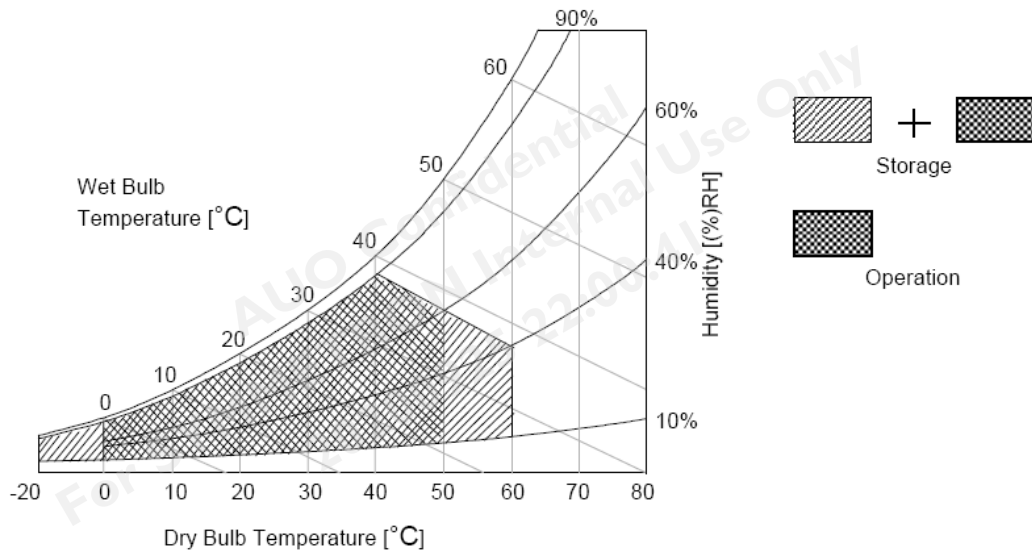 90%
60
60%
50
Wet Bulb
Temperature [°C]
40
40%
30
20
10
0
10%
Humidity [(%)RH]
-20 0 10 20 30 40 50 60 70 80
Dry Bulb Temperature [°C]
+
Storage
Operation
AUO Confidential
Internal Use Only